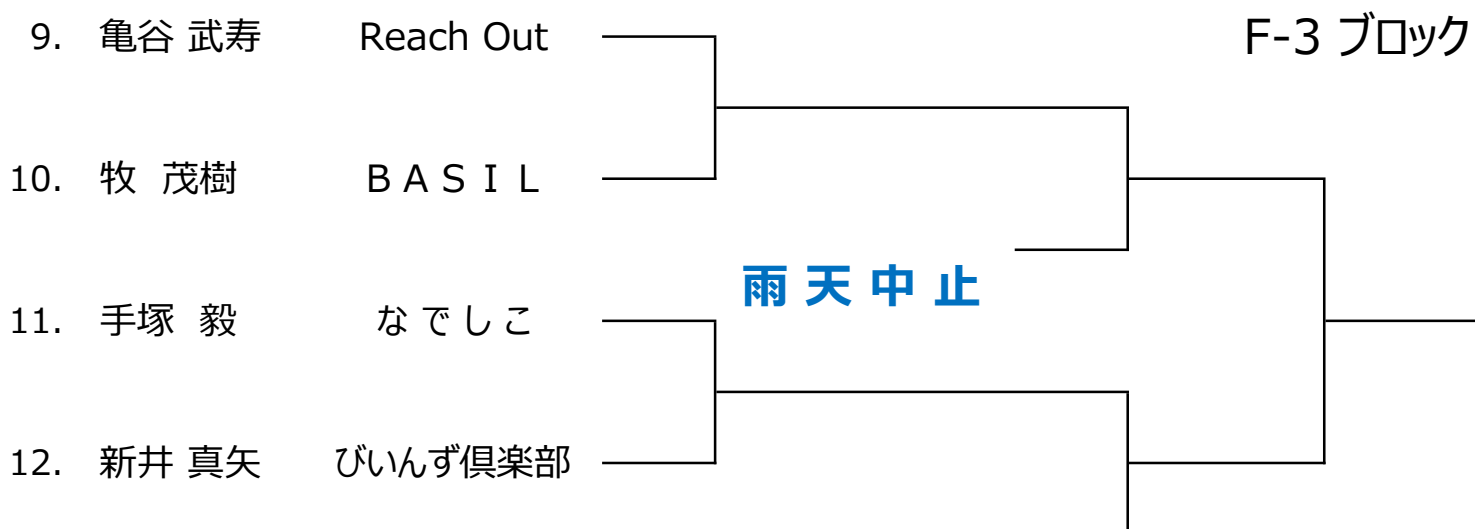 9. 亀谷 武寿 Reach Out
F-3 ブロック
10. 牧 茂樹 ＢＡＳＩＬ
雨 天 中 止
11. 手塚 毅 な で し こ
12. 新井 真矢 びいんず倶楽部